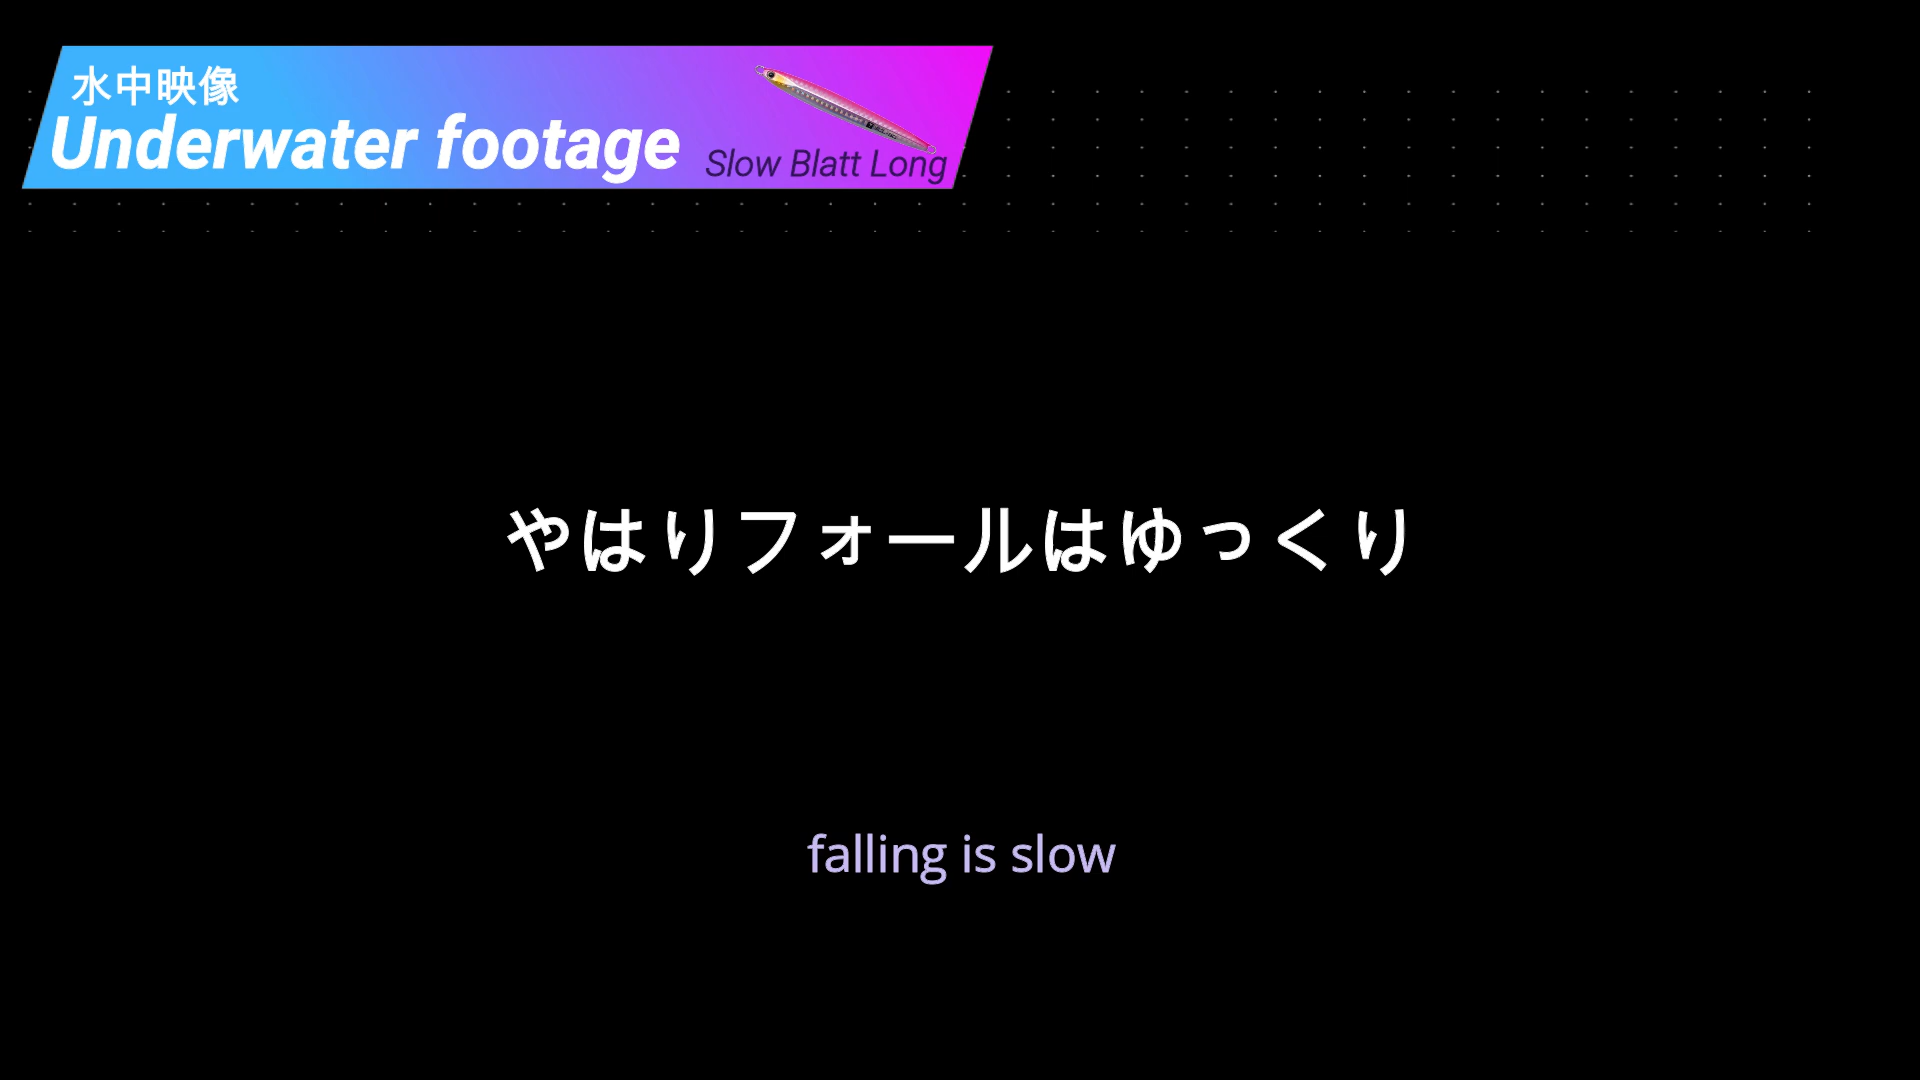 水中映像
Underwater footage
Slow Blatt Long
やはりフォールはゆっくり
falling is slow